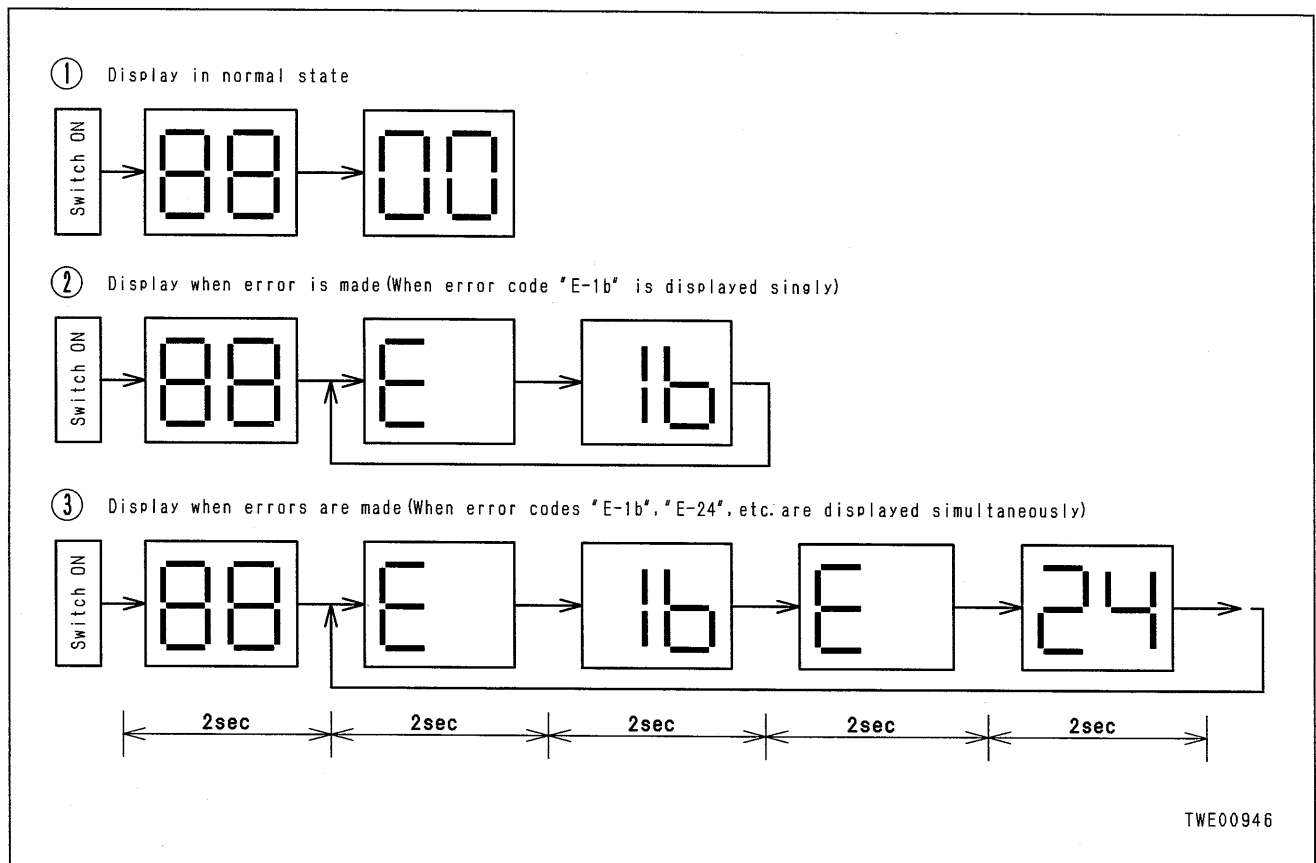 ① Display in normal state
Switch ON
88
00
② Display when error is made (When error code "E-1b" is displayed singly)
Switch ON
88
E
1b
③ Display when errors are made (When error codes "E-1b", "E-24", etc. are displayed simultaneously)
Switch ON
88
E
1b
E
24
2sec 2sec 2sec 2sec 2sec
TWE00946